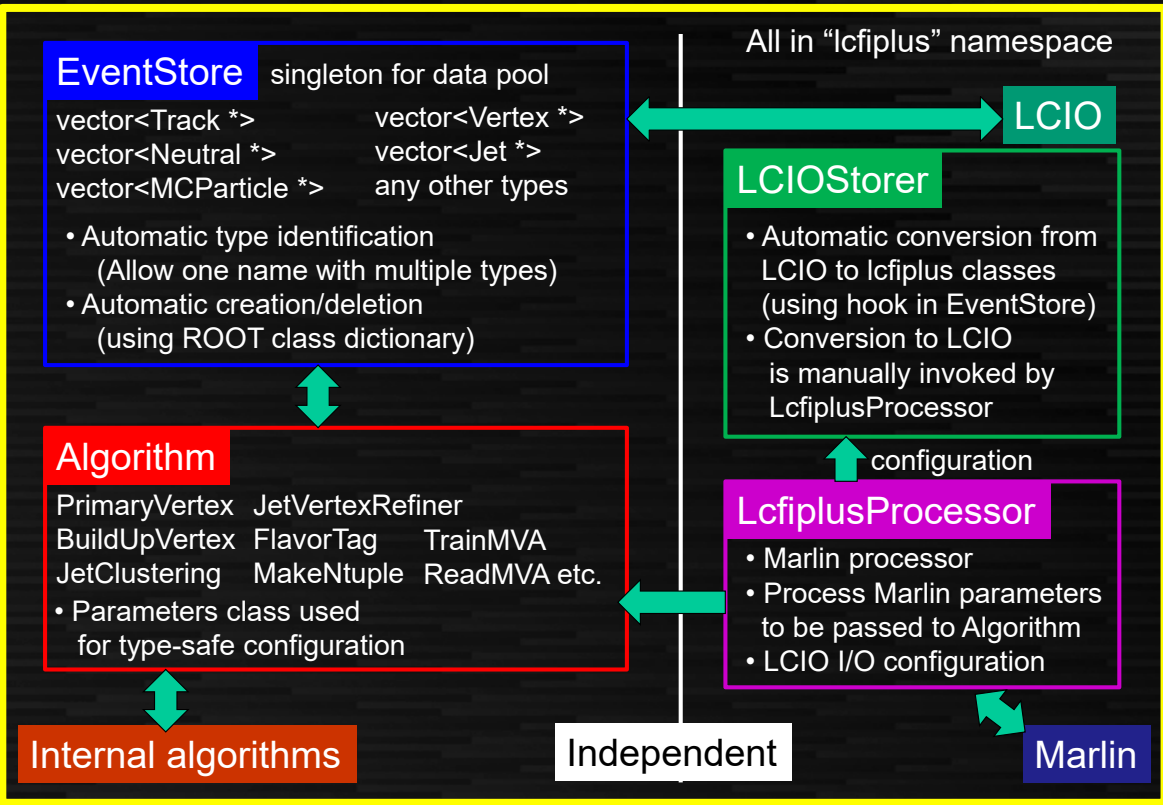 All in “lcfiplus” namespace
EventStore singleton for data pool
vector<Track *> vector<Vertex *>
vector<Neutral *> vector<Jet *>
vector<MCParticle *> any other types
• Automatic type identification
(Allow one name with multiple types)
• Automatic creation/deletion
(using ROOT class dictionary)
LCIO
LCIOStorer
• Automatic conversion from
LCIO to lcfiplus classes
(using hook in EventStore)
• Conversion to LCIO
is manually invoked by
LcfiplusProcessor
configuration
Algorithm
PrimaryVertex JetVertexRefiner
BuildUpVertex FlavorTag TrainMVA
JetClustering MakeNtuple ReadMVA etc.
• Parameters class used
for type-safe configuration
LcfiplusProcessor
• Marlin processor
• Process Marlin parameters
to be passed to Algorithm
• LCIO I/O configuration
Internal algorithms
Independent
Marlin